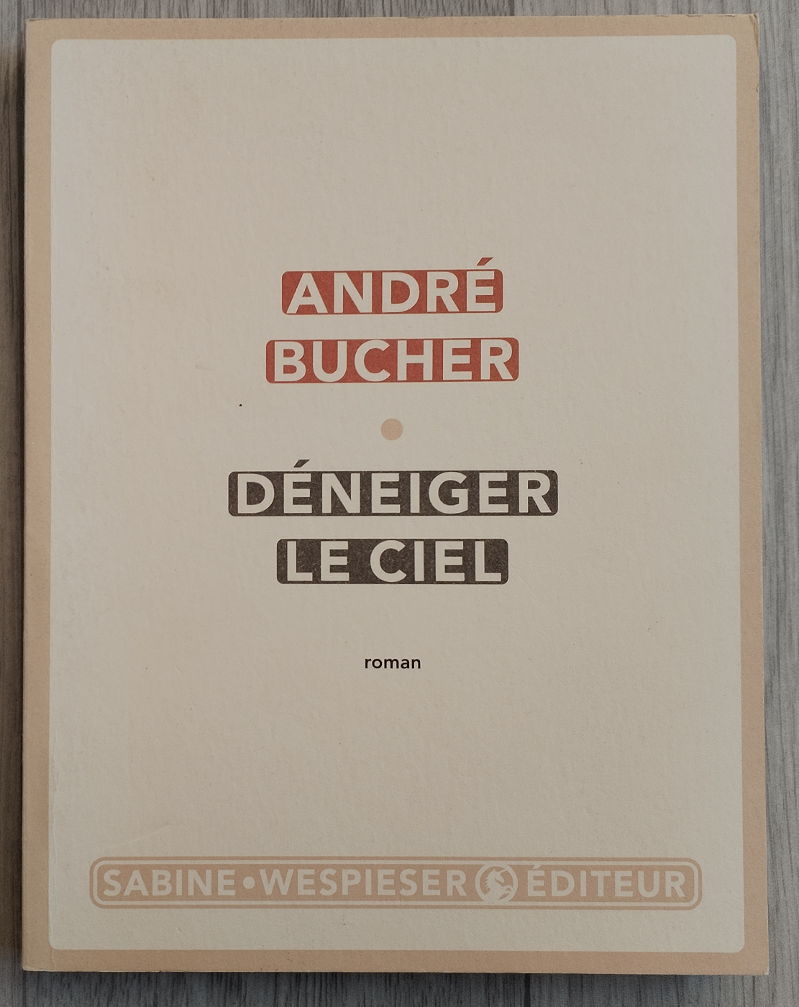 ANDRÉ
BUCHER
DÉNEIGER
LE CIEL
roman
SABINE • WESPIESER ÉDITEUR